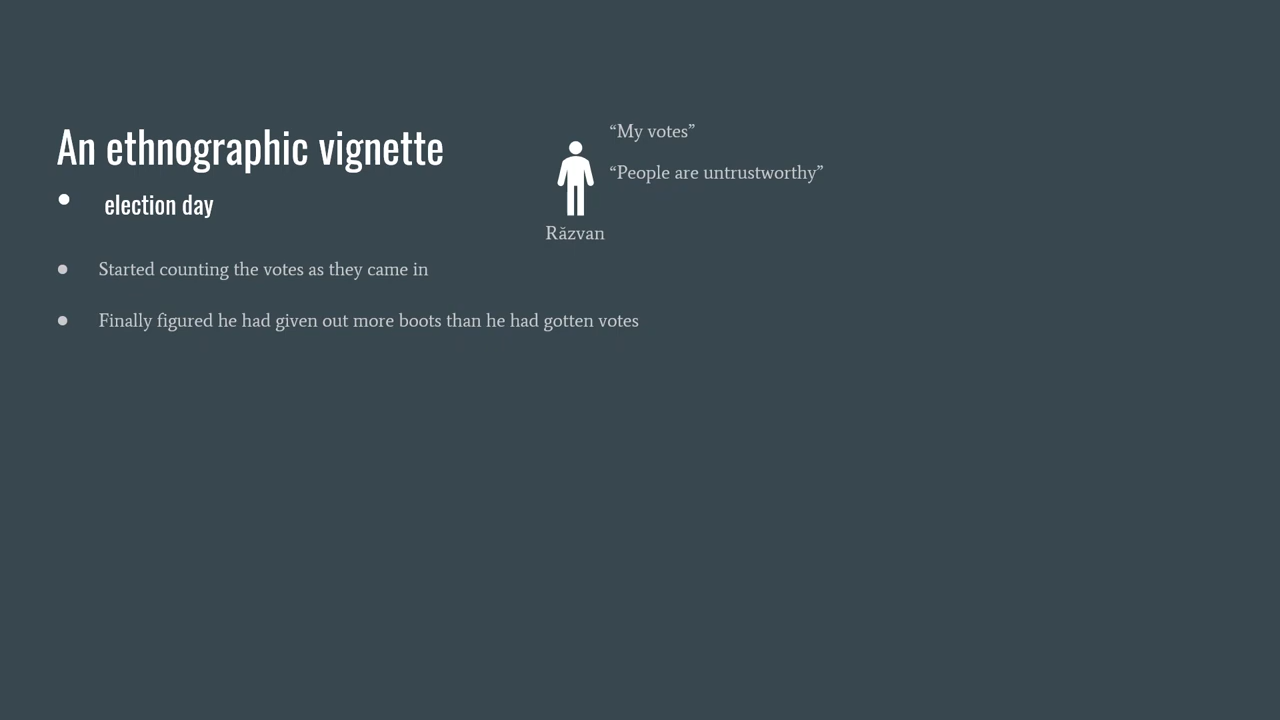 An ethnographic vignette
election day
“My votes”
“People are untrustworthy”
Răzvan
Started counting the votes as they came in
Finally figured he had given out more boots than he had gotten votes